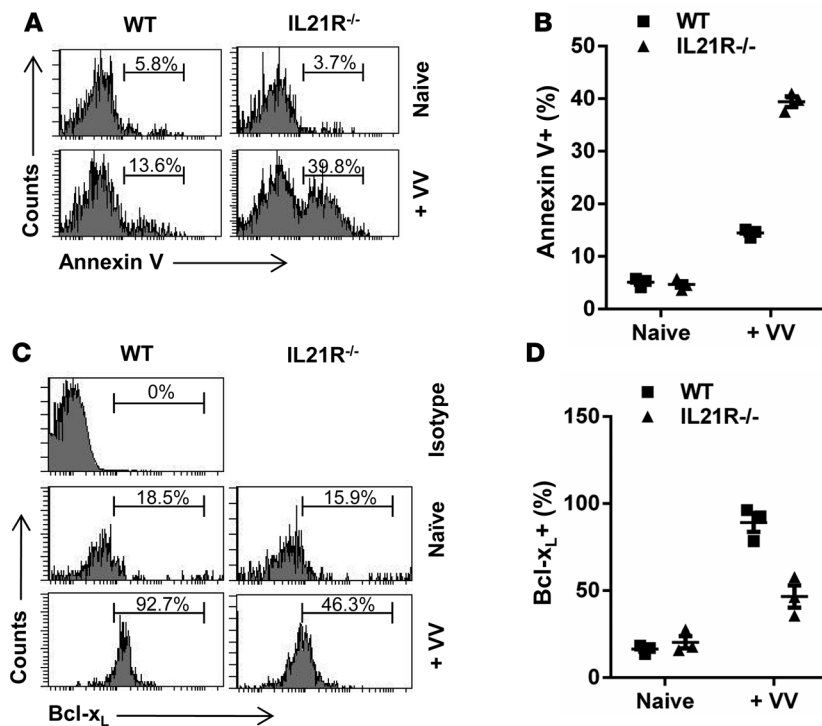 A
WT
IL21R-/-
5.8%
3.7%
Naive
13.6%
39.8%
+ VV
Counts
Annexin V
B
WT
IL21R-/-
Annexin V+ (%)
50
40
30
20
10
0
Naive
+ VV
C
WT
IL21R-/-
0%
Isotype
18.5%
15.9%
Naïve
92.7%
46.3%
+ VV
Counts
Counts
Bcl-xL
D
WT
IL21R-/-
Bcl-xL+ (%)
150
100
50
0
Naive
+ VV